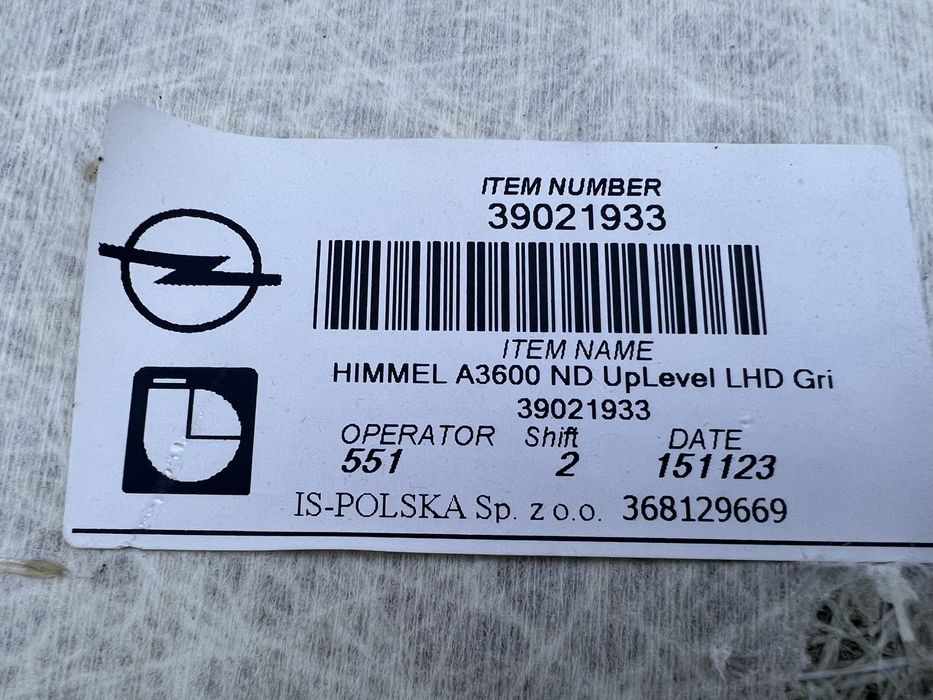 ITEM NUMBER
39021933
ITEM NAME
HIMMEL A3600 ND UpLevel LHD Gri
39021933
OPERATOR Shift DATE
551 2 151123
IS-POLSKA Sp. z o.o. 368129669